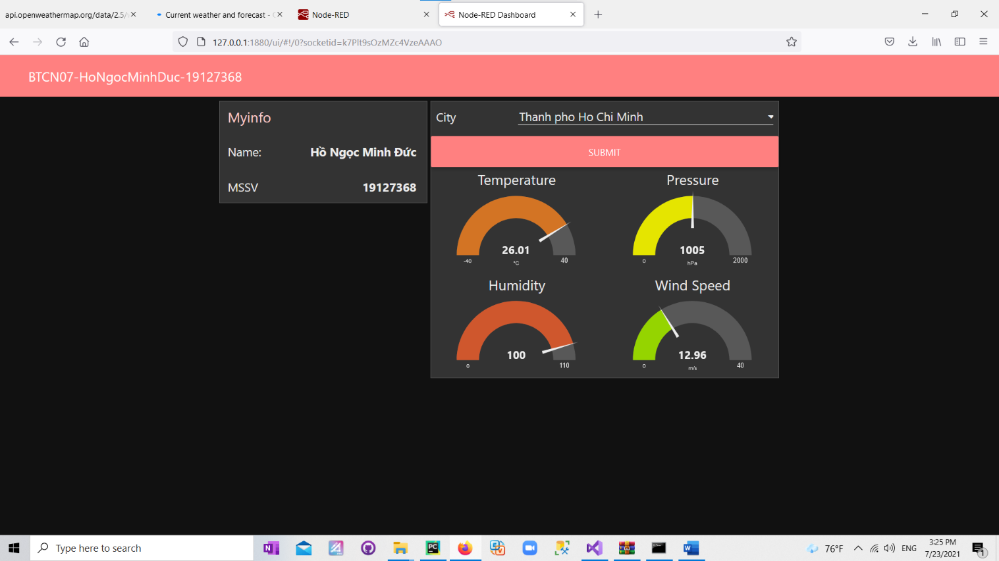 api.openweathermap.org/data/2.5/
Current weather and forecast -
Node-RED
Node-RED Dashboard
127.0.0.1:1880/ui/#!/0?socketid=k7Plt9sOzMZc4VzeAAAO
BTCN07-HoNgocMinhDuc-19127368
Myinfo
Name: Hồ Ngọc Minh Đức
MSSV 19127368
City Thanh pho Ho Chi Minh
SUBMIT
Temperature
26.01
°C
-40 40
Pressure
1005
hPa
0 2000
Humidity
100
0 110
Wind Speed
12.96
m/s
0 40
Type here to search
76°F
ENG
3:25 PM
7/23/2021
1